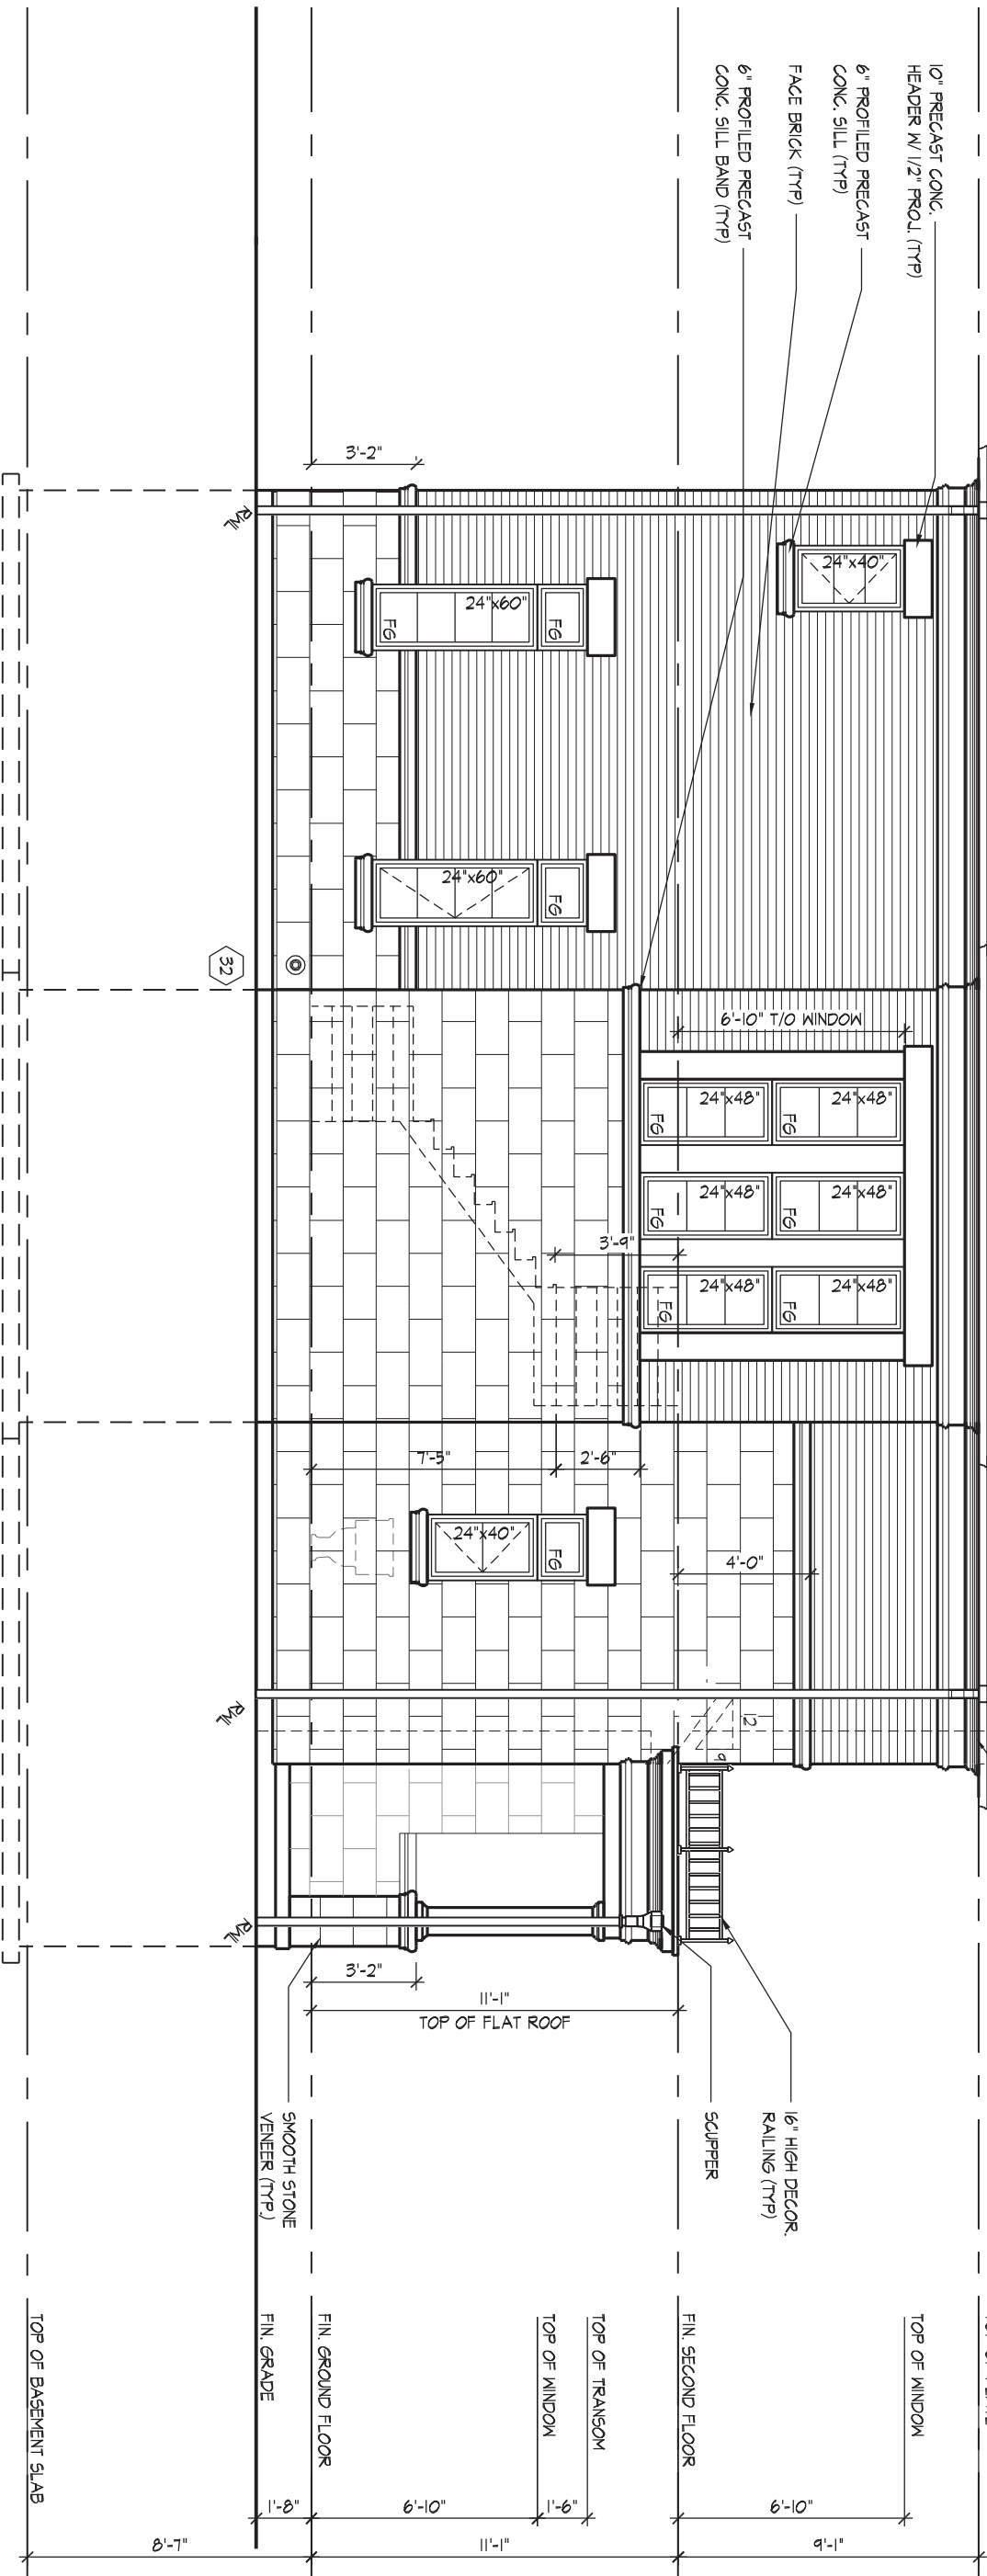 10" PRECAST CONC.
HEADER W/ 1/2" PROJ. (TYP)
6" PROFILED PRECAST
CONC. SILL (TYP)
FACE BRICK (TYP)
6" PROFILED PRECAST
CONC. SILL BAND (TYP)
3'-2"
RWL
24"x40"
24"x60"
FG
FG
24"x60"
FG
32
6'-10" T/O WINDOW
24"x48"
24"x48"
FG
FG
24"x48"
24"x48"
FG
FG
3'-9"
24"x48"
24"x48"
FG
FG
7'-5"
2'-6"
24"x40"
FG
4'-0"
RWL
12
9
RWL
3'-2"
11'-1"
TOP OF FLAT ROOF
16" HIGH DECOR.
RAILING (TYP)
SCUPPER
SMOOTH STONE
VENEER (TYP.)
TOP OF WINDOW
FIN. SECOND FLOOR
TOP OF TRANSOM
TOP OF WINDOW
FIN. GROUND FLOOR
FIN. GRADE
TOP OF BASEMENT SLAB
1'-8"
6'-10"
1'-6"
6'-10"
8'-7"
11'-1"
9'-1"